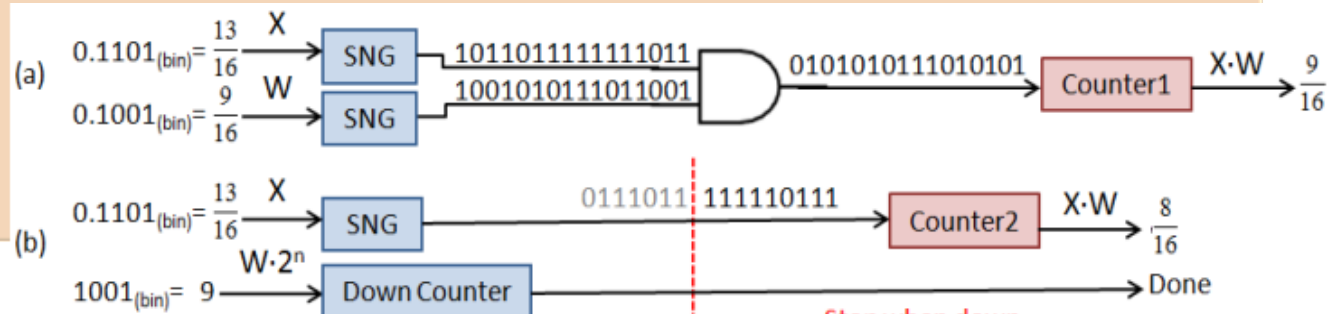 (a)
0.1101(bin)= 13/16 X SNG 1011011111111011
0.1001(bin)= 9/16 W SNG 1001010111011001
0101010111010101 Counter1 X·W 9/16
(b)
0.1101(bin)= 13/16 X SNG 0111011 111110111 Counter2 X·W 8/16
1001(bin)= 9 W·2ⁿ Down Counter Done